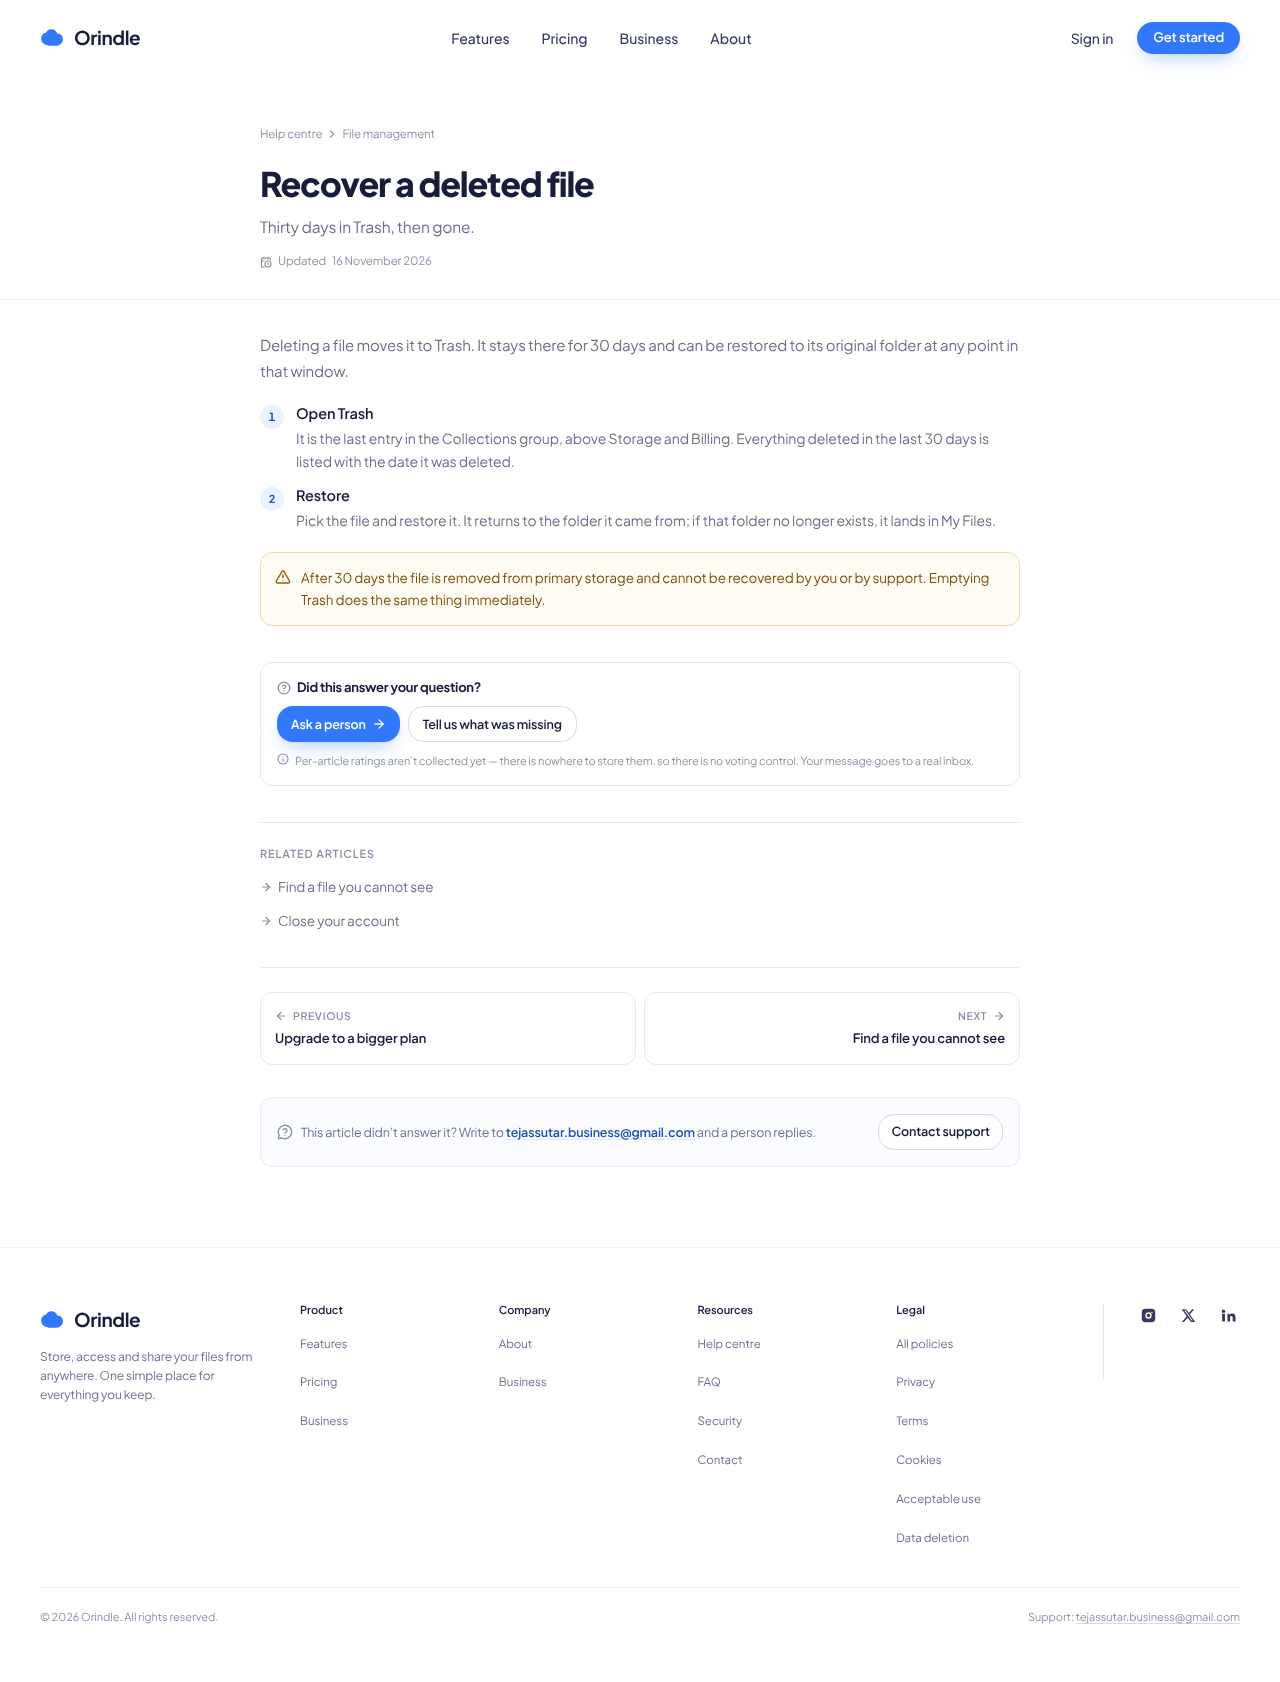 Orindle
Features
Pricing
Business
About
Sign in
Get started
Help centre
File management
Recover a deleted file
Thirty days in Trash, then gone.
Updated 16 November 2026
Deleting a file moves it to Trash. It stays there for 30 days and can be restored to its original folder at any point in
that window.
1
Open Trash
It is the last entry in the Collections group, above Storage and Billing. Everything deleted in the last 30 days is
listed with the date it was deleted.
2
Restore
Pick the file and restore it. It returns to the folder it came from; if that folder no longer exists, it lands in My Files.
After 30 days the file is removed from primary storage and cannot be recovered by you or by support. Emptying
Trash does the same thing immediately.
Did this answer your question?
Ask a person
Tell us what was missing
Per-article ratings aren't collected yet — there is nowhere to store them, so there is no voting control. Your message goes to a real inbox.
RELATED ARTICLES
Find a file you cannot see
Close your account
PREVIOUS
Upgrade to a bigger plan
NEXT
Find a file you cannot see
This article didn't answer it? Write to tejassutar.business@gmail.com and a person replies.
Contact support
Orindle
Store, access and share your files from
anywhere. One simple place for
everything you keep.
Product
Features
Pricing
Business
Company
About
Business
Resources
Help centre
FAQ
Security
Contact
Legal
All policies
Privacy
Terms
Cookies
Acceptable use
Data deletion
© 2026 Orindle. All rights reserved.
Support: tejassutar.business@gmail.com